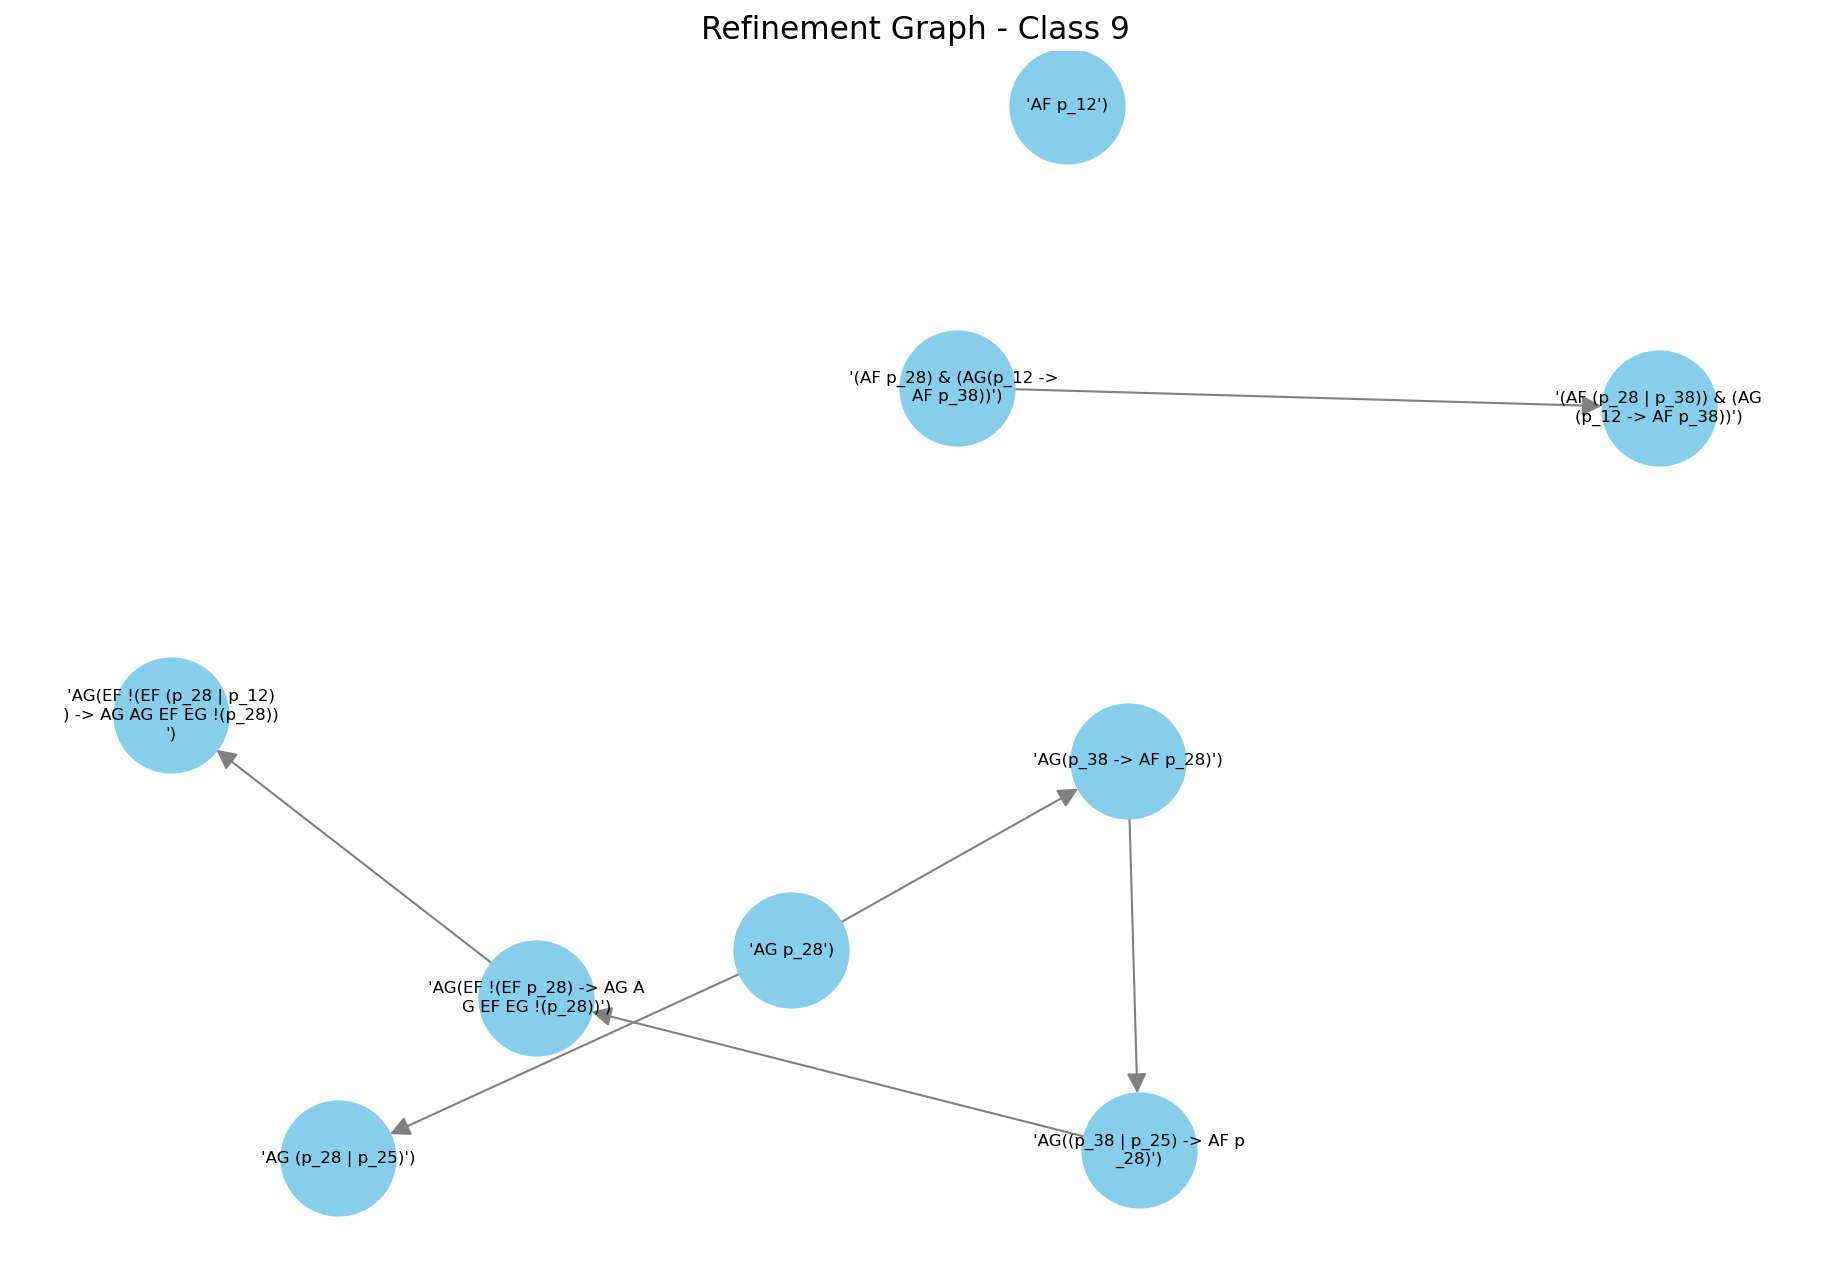 Refinement Graph - Class 9
'AF p_12')
'(AF p_28) & (AG(p_12 ->
AF p_38))')
'(AF (p_28 | p_38)) & (AG
(p_12 -> AF p_38))')
'AG(EF !(EF (p_28 | p_12)
) -> AG AG EF EG !(p_28))
')
'AG(p_38 -> AF p_28)')
'AG p_28')
'AG(EF !(EF p_28) -> AG A
G EF EG !(p_28))')
'AG((p_38 | p_25) -> AF p
_28)')
'AG (p_28 | p_25)')